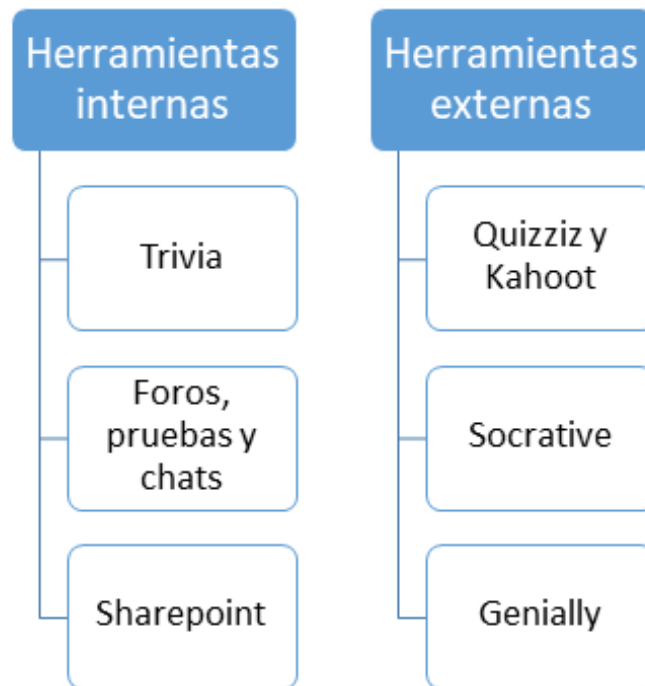 Herramientas
internas
Trivia
Foros,
pruebas y
chats
Sharepoint
Herramientas
externas
Quizziz y
Kahoot
Socrative
Genially